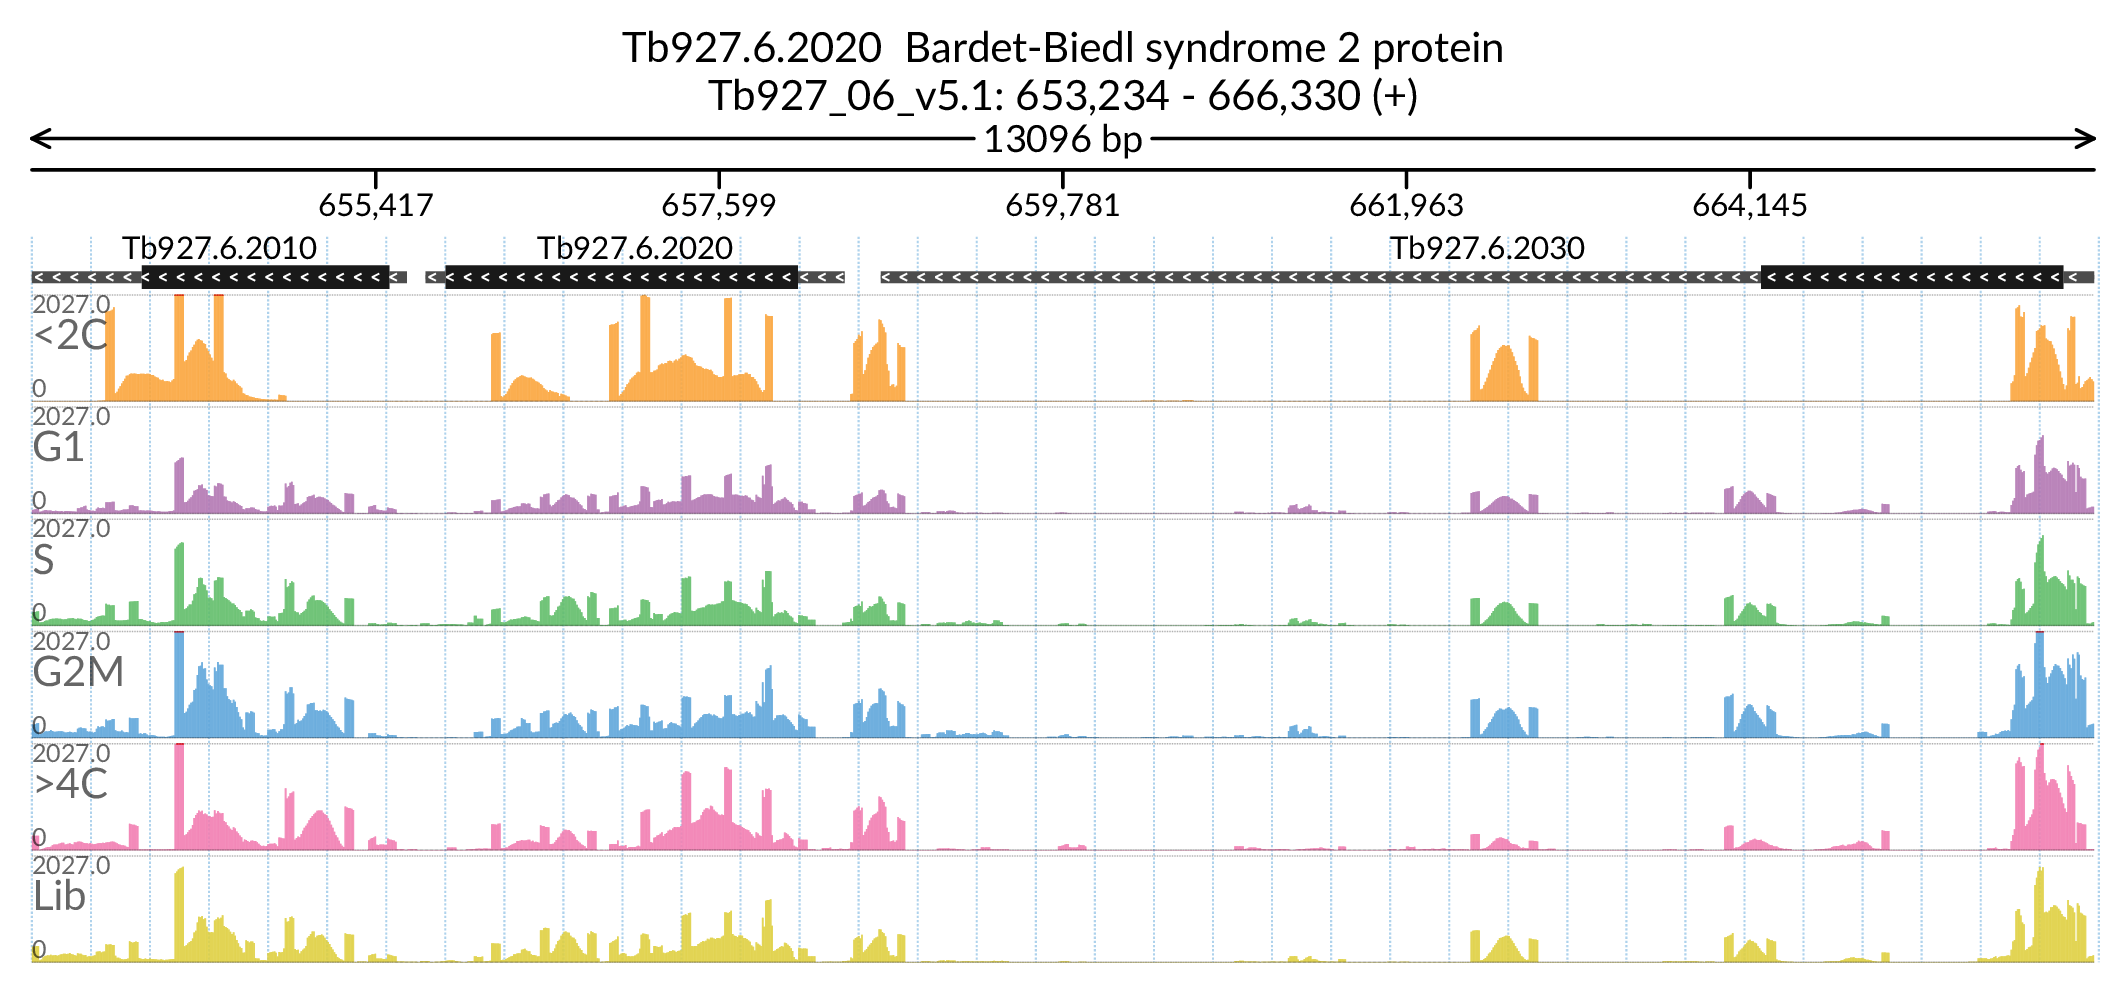 Tb927.6.2020  Bardet-Biedl syndrome 2 protein
Tb927_06_v5.1: 653,234 - 666,330 (+)
13096 bp
655,417 657,599 659,781 661,963 664,145
Tb927.6.2010 Tb927.6.2020 Tb927.6.2030
2027.0
<2C
0
2027.0
G1
0
2027.0
S
0
2027.0
G2M
0
2027.0
>4C
0
2027.0
Lib
0